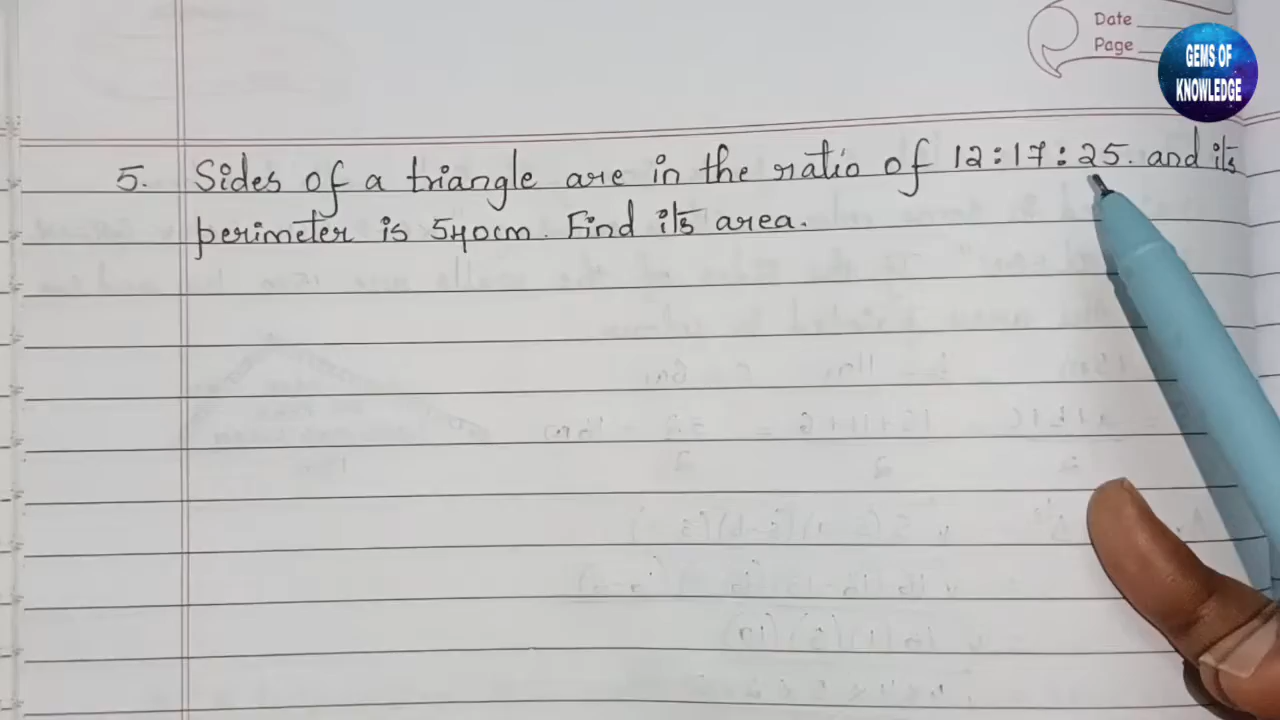 Date
Page
GEMS OF
KNOWLEDGE
5. Sides of a triangle are in the ratio of 12:17:25. and its
perimeter is 540cm. Find its area.